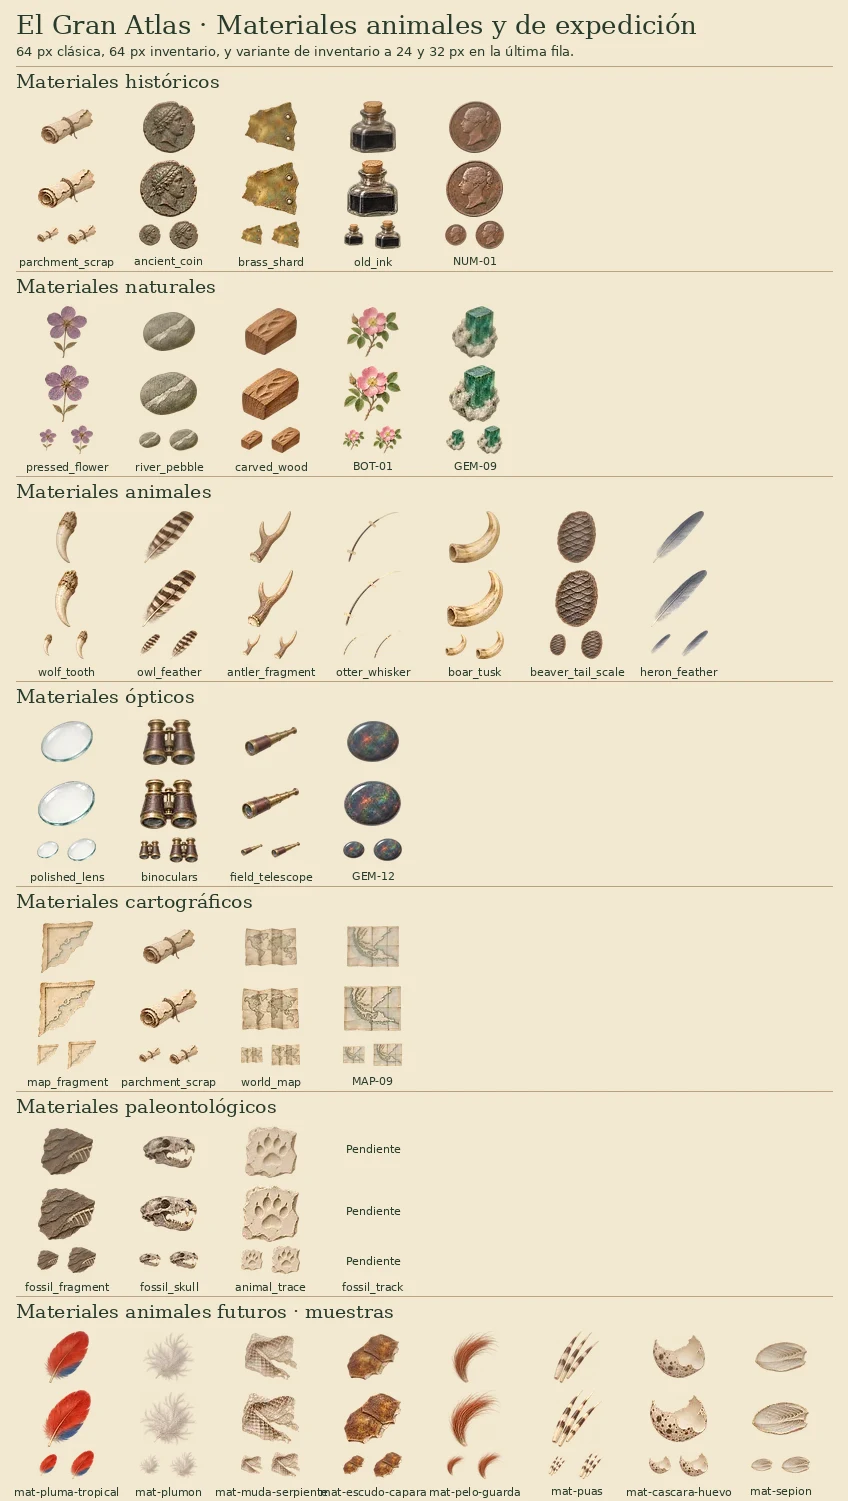 El Gran Atlas · Materiales animales y de expedición
64 px clásica, 64 px inventario, y variante de inventario a 24 y 32 px en la última fila.
Materiales históricos
parchment_scrap ancient_coin brass_shard old_ink NUM-01
Materiales naturales
pressed_flower river_pebble carved_wood BOT-01 GEM-09
Materiales animales
wolf_tooth owl_feather antler_fragment otter_whisker boar_tusk beaver_tail_scale heron_feather
Materiales ópticos
polished_lens binoculars field_telescope GEM-12
Materiales cartográficos
map_fragment parchment_scrap world_map MAP-09
Materiales paleontológicos
Pendiente
Pendiente
Pendiente
fossil_fragment fossil_skull animal_trace fossil_track
Materiales animales futuros · muestras
mat-pluma-tropical mat-plumon mat-muda-serpiente mat-escudo-capara mat-pelo-guarda mat-puas mat-cascara-huevo mat-sepion